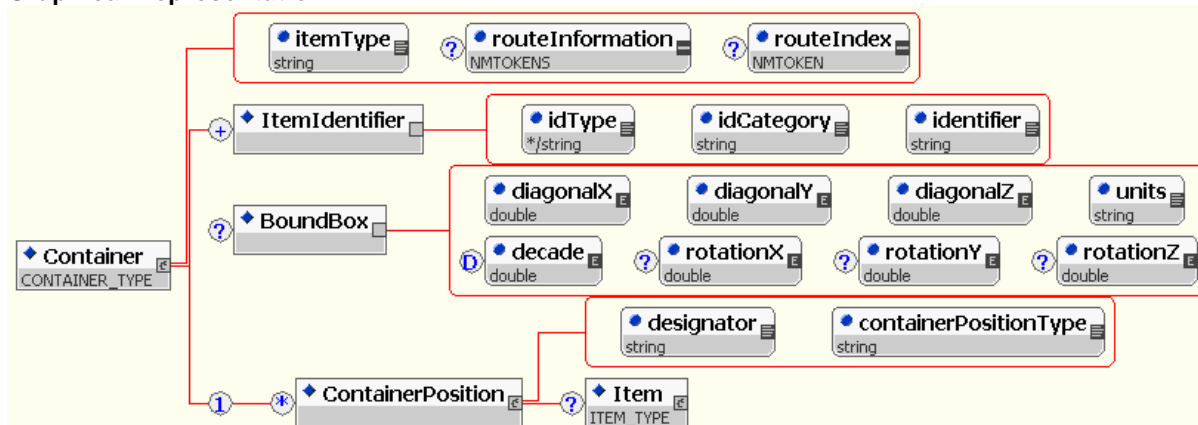 itemType ? routeInformation ? routeIndex
string NMTOKENS NMTOKEN
+ ItemIdentifier idType idCategory identifier
*/string string string
? BoundBox diagonalX E diagonalY E diagonalZ E units
double double double string
D decade E ? rotationX E ? rotationY E ? rotationZ E
double double double double
Container
CONTAINER_TYPE
designator containerPositionType
string string
1 * ContainerPosition ? Item
ITEM_TYPE